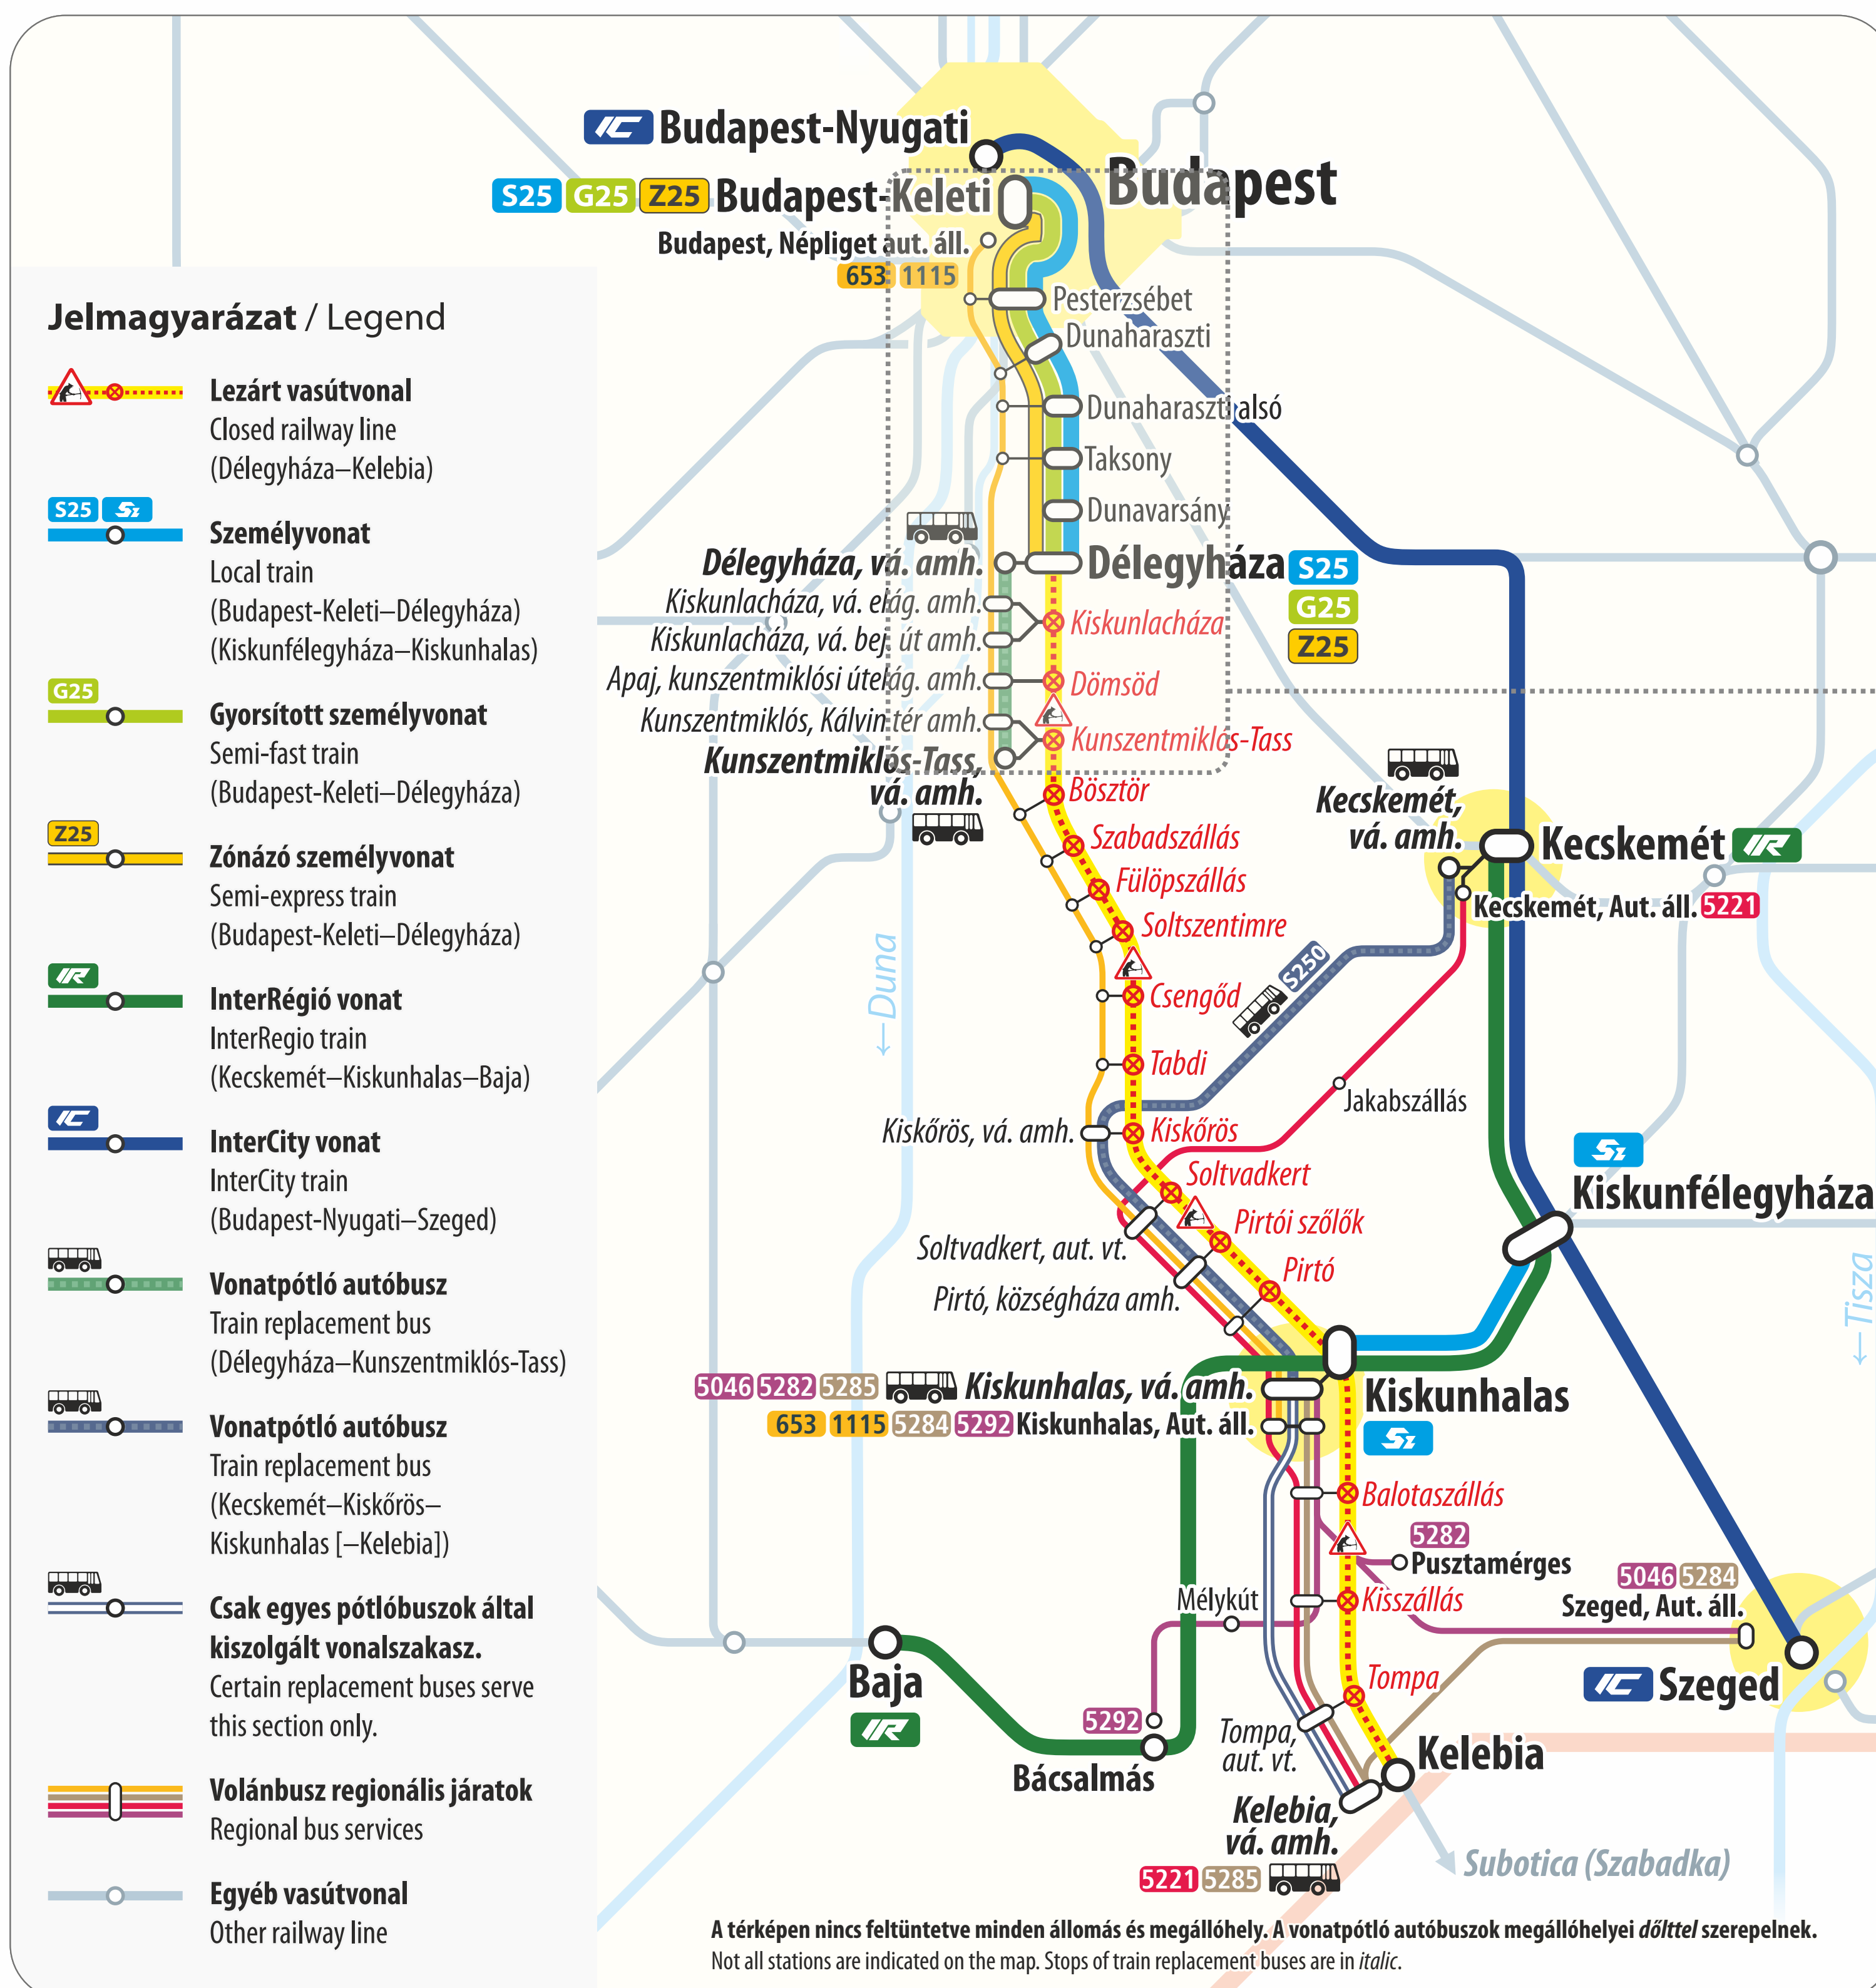 IC Budapest-Nyugati
Budapest
S25 G25 Z25 Budapest-Keleti
Budapest, Népliget aut. áll.
653 1115
Pesterzsébet
Dunaharaszti
Dunaharaszti alsó
Taksony
Dunavarsány
Délegyháza, vá. amh.
Délegyháza S25
G25
Z25
Kiskunlacháza, vá. elág. amh.
Kiskunlacháza
Kiskunlacháza, vá. bej. út amh.
Apaj, kunszentmiklósi útelág. amh.
Dömsöd
Kunszentmiklós, Kálvin tér amh.
Kunszentmiklós-Tass
Kunszentmiklós-Tass,
vá. amh.
Bösztör
Szabadszállás
Fülöpszállás
Soltszentimre
Csengőd
Tabdi
Kiskőrös, vá. amh.
Kiskőrös
Soltvadkert
Pirtói szőlők
Soltvadkert, aut. vt.
Pirtó
Pirtó, községháza amh.
Kecskemét,
vá. amh.
Kecskemét IR
Kecskemét, Aut. áll. 5221
S250
←Duna
Jakabszállás
Sz
Kiskunfélegyháza
←Tisza
5046 5282 5285 Kiskunhalas, vá. amh.
653 1115 5284 5292 Kiskunhalas, Aut. áll.
Kiskunhalas
Sz
Balotaszállás
5282
Pusztamérges
5046 5284
Szeged, Aut. áll.
Mélykút
Kisszállás
Tompa
IC Szeged
Baja
IR
5292
Bácsalmás
Tompa,
aut. vt.
Kelebia
Kelebia,
vá. amh.
5221 5285
Subotica (Szabadka)
Jelmagyarázat / Legend
Lezárt vasútvonal
Closed railway line
(Délegyháza–Kelebia)
S25 Sz
Személyvonat
Local train
(Budapest-Keleti–Délegyháza)
(Kiskunfélegyháza–Kiskunhalas)
G25
Gyorsított személyvonat
Semi-fast train
(Budapest-Keleti–Délegyháza)
Z25
Zónázó személyvonat
Semi-express train
(Budapest-Keleti–Délegyháza)
IR
InterRégió vonat
InterRegio train
(Kecskemét–Kiskunhalas–Baja)
IC
InterCity vonat
InterCity train
(Budapest-Nyugati–Szeged)
Vonatpótló autóbusz
Train replacement bus
(Délegyháza–Kunszentmiklós-Tass)
Vonatpótló autóbusz
Train replacement bus
(Kecskemét–Kiskőrös–
Kiskunhalas [–Kelebia])
Csak egyes pótlóbuszok által
kiszolgált vonalszakasz.
Certain replacement buses serve
this section only.
Volánbusz regionális járatok
Regional bus services
Egyéb vasútvonal
Other railway line
A térképen nincs feltüntetve minden állomás és megállóhely. A vonatpótló autóbuszok megállóhelyei dőlttel szerepelnek.
Not all stations are indicated on the map. Stops of train replacement buses are in italic.